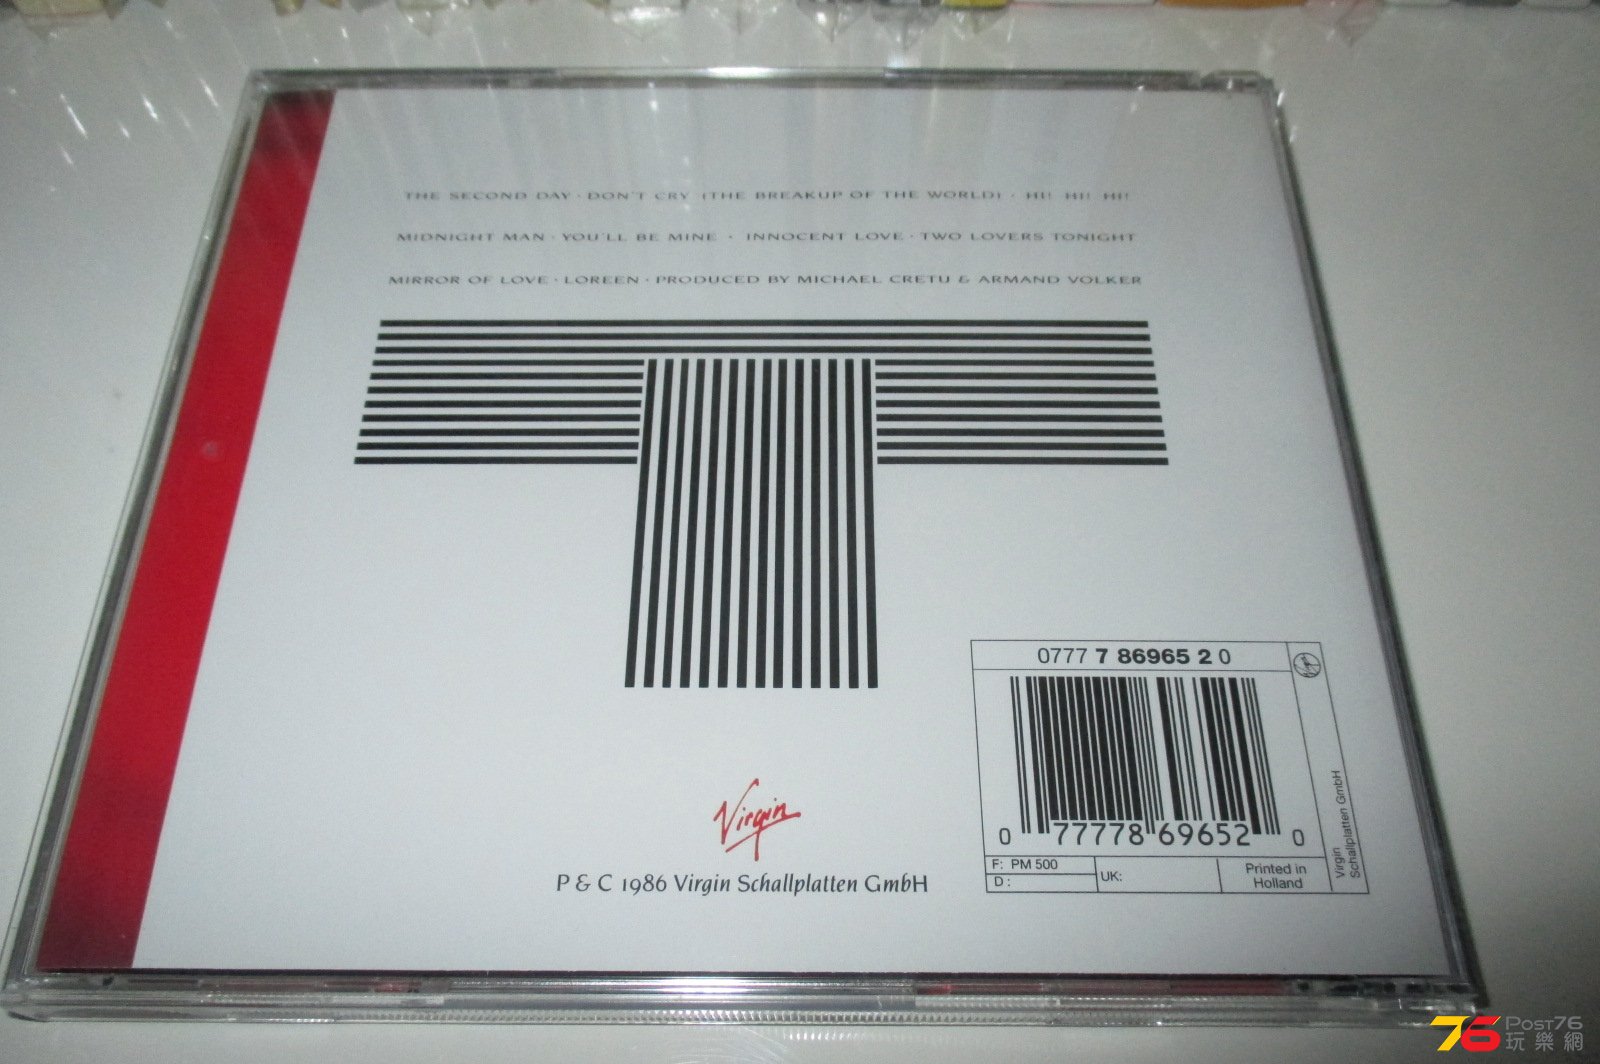 THE SECOND DAY · DON'T CRY (THE BREAKUP OF THE WORLD) · HI! HI! HI!
MIDNIGHT MAN · YOU'LL BE MINE · INNOCENT LOVE · TWO LOVERS TONIGHT
MIRROR OF LOVE · LOREEN · PRODUCED BY MICHAEL CRETU & ARMAND VOLKER
0777 7 86965 2 0
0 77778 69652 0
F: PM 500
D:
UK:
Printed in
Holland
Virgin
Schallplatten GmbH
Virgin
P & C 1986 Virgin Schallplatten GmbH
76 Post76
玩樂網